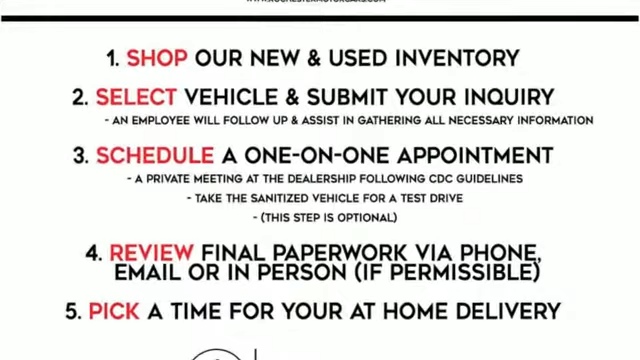 1. SHOP OUR NEW & USED INVENTORY
2. SELECT VEHICLE & SUBMIT YOUR INQUIRY
- AN EMPLOYEE WILL FOLLOW UP & ASSIST IN GATHERING ALL NECESSARY INFORMATION
3. SCHEDULE A ONE-ON-ONE APPOINTMENT
- A PRIVATE MEETING AT THE DEALERSHIP FOLLOWING CDC GUIDELINES
- TAKE THE SANITIZED VEHICLE FOR A TEST DRIVE
- (THIS STEP IS OPTIONAL)
4. REVIEW FINAL PAPERWORK VIA PHONE,
EMAIL OR IN PERSON (IF PERMISSIBLE)
5. PICK A TIME FOR YOUR AT HOME DELIVERY